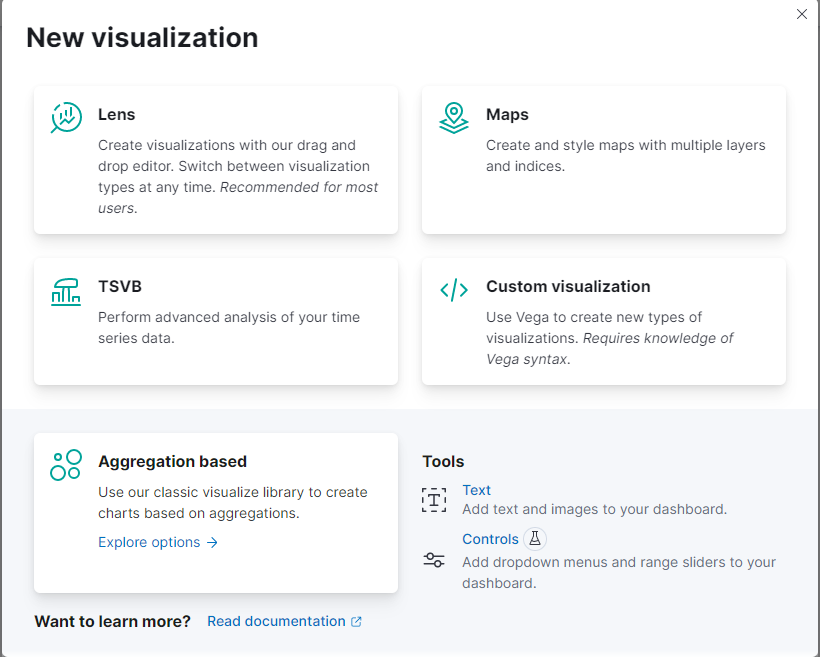 New visualization
Lens
Create visualizations with our drag and
drop editor. Switch between visualization
types at any time. Recommended for most
users.
Maps
Create and style maps with multiple layers
and indices.
TSVB
Perform advanced analysis of your time
series data.
Custom visualization
Use Vega to create new types of
visualizations. Requires knowledge of
Vega syntax.
Aggregation based
Use our classic visualize library to create
charts based on aggregations.
Explore options
Tools
Text
Add text and images to your dashboard.
Controls
Add dropdown menus and range sliders to your
dashboard.
Want to learn more? Read documentation